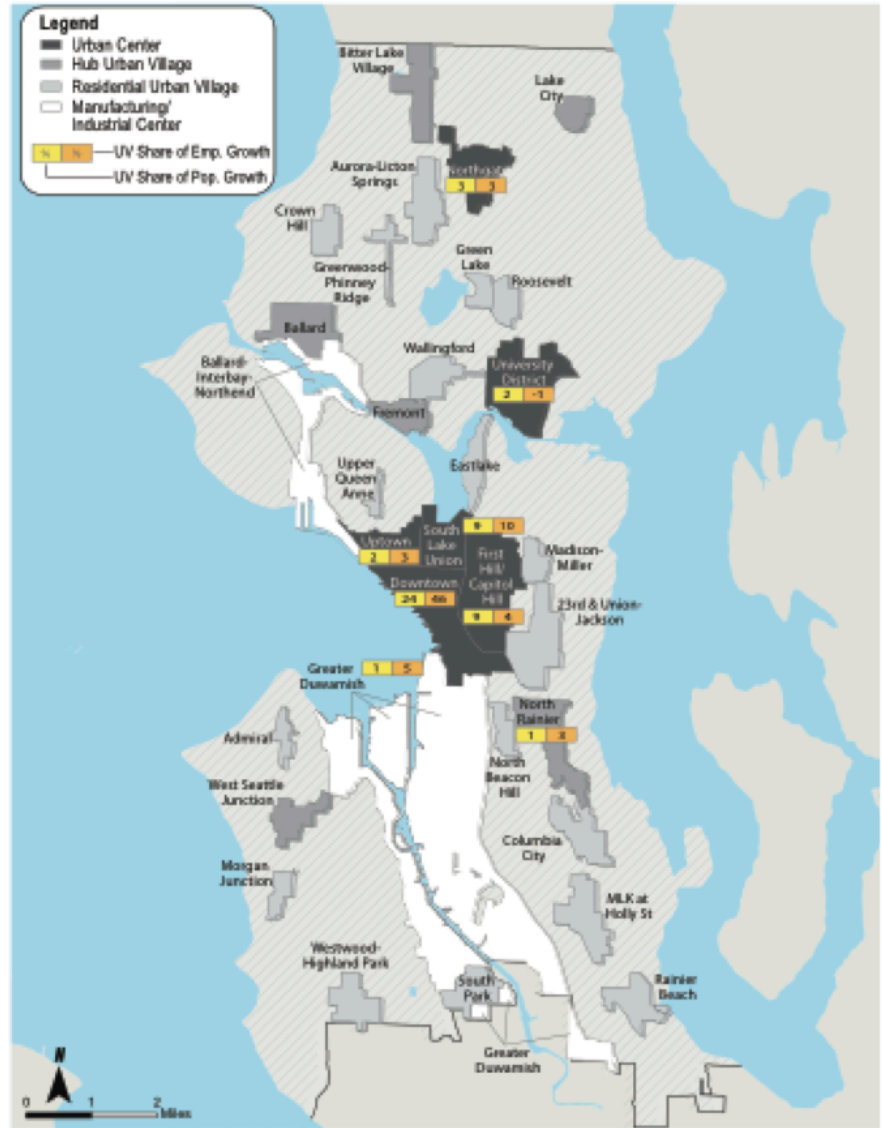 Legend
Urban Center
Hub Urban Village
Residential Urban Village
Manufacturing/
Industrial Center
% %
UV Share of Emp. Growth
UV Share of Pop. Growth
Bitter Lake
Village
Lake
City
Northgate
3 3
Aurora-Licton
Springs
Crown
Hill
Greenwood-
Phinney
Ridge
Green
Lake
Roosevelt
Ballard
Wallingford
University
District
2 -1
Ballard-
Interbay-
Northend
Fremont
Upper
Queen
Anne
Eastlake
9 10
Uptown
2 3
South
Lake
Union
First
Hill/
Capitol
Hill
9 4
Madison-
Miller
Downtown
24 46
23rd & Union-
Jackson
Greater
Duwamish
1 5
North
Rainier
1 3
Admiral
North
Beacon
Hill
West Seattle
Junction
Columbia
City
Morgan
Junction
MLK at
Holly St
Westwood-
Highland Park
South
Park
Rainier
Beach
Greater
Duwamish
N
0 1 2
Miles